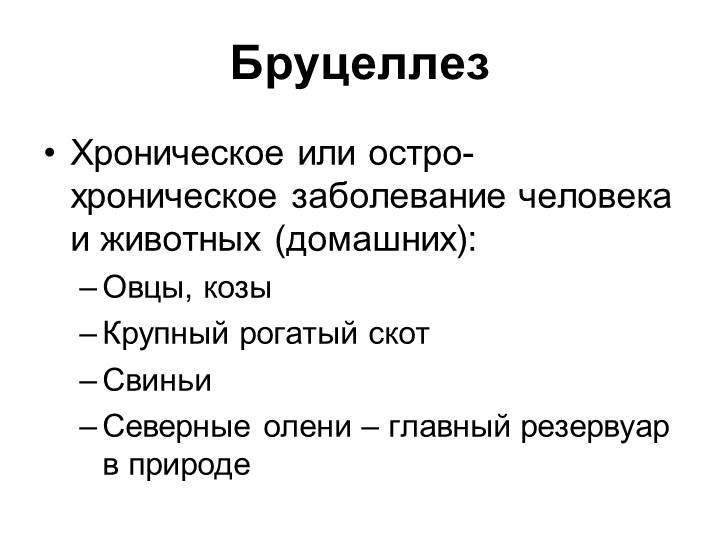 Бруцеллез
• Хроническое или остро-
хроническое заболевание человека
и животных (домашних):
– Овцы, козы
– Крупный рогатый скот
– Свиньи
– Северные олени – главный резервуар
в природе